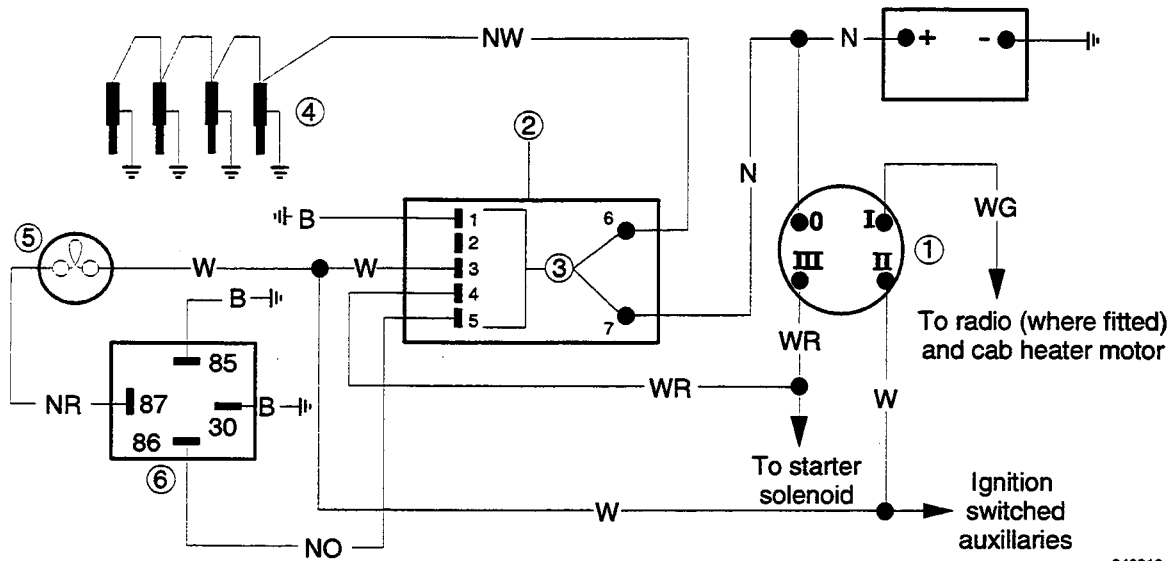 NW
N
+
-
4
2
N
B
1
2
3
4
5
3
6
7
0
I
III
II
1
WG
To radio (where fitted)
and cab heater motor
5
W
W
B
85
87
30
86
B
NR
6
WR
WR
W
To starter
solenoid
W
Ignition
switched
auxillaries
NO